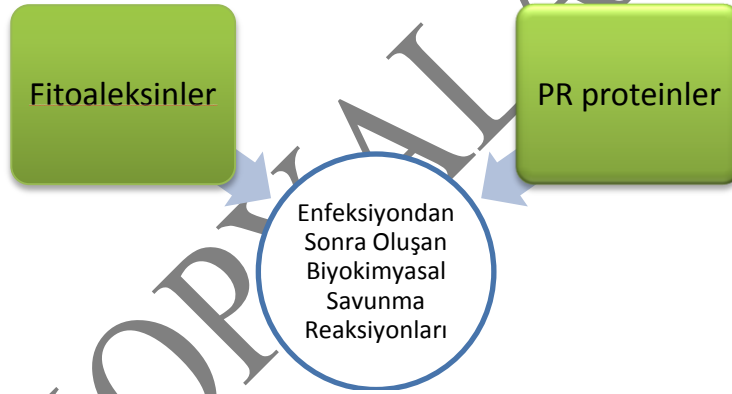 Fitoaleksinler
PR proteinler
Enfeksiyondan
Sonra Oluşan
Biyokimyasal
Savunma
Reaksiyonları